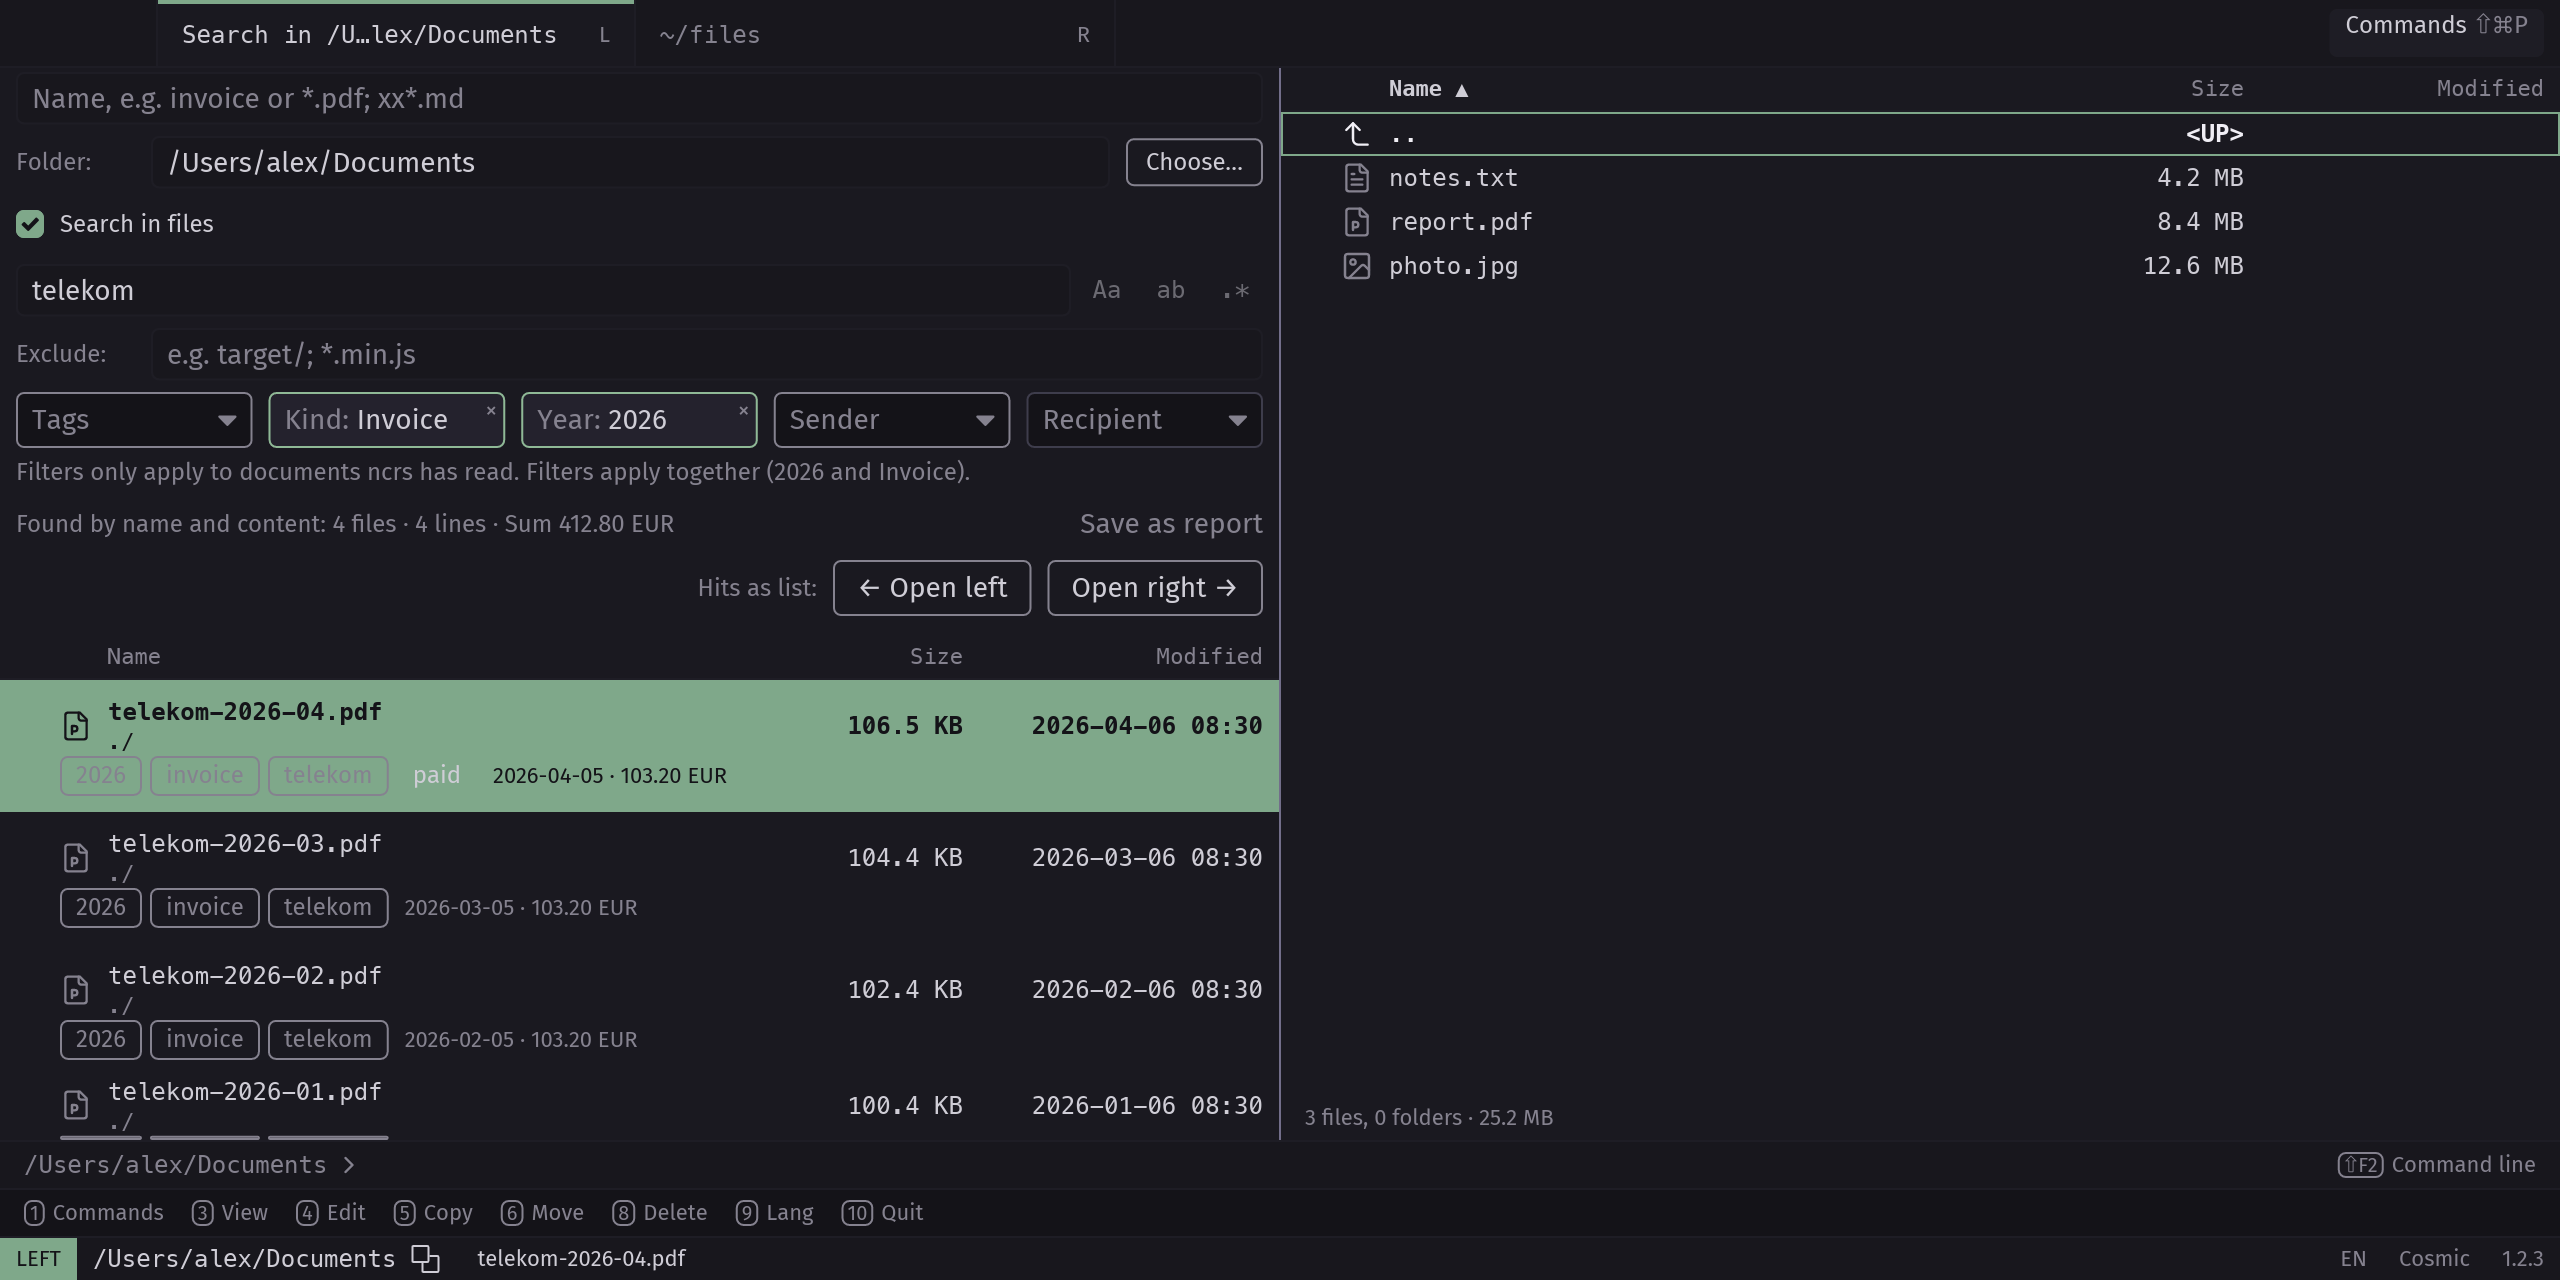 Search in /U…lex/Documents L ~/files R Commands ⇧⌘P
Name, e.g. invoice or *.pdf; xx*.md
Folder: /Users/alex/Documents Choose...
Search in files
telekom Aa ab .*
Exclude: e.g. target/; *.min.js
Tags Kind: Invoice × Year: 2026 × Sender Recipient
Filters only apply to documents ncrs has read. Filters apply together (2026 and Invoice).
Found by name and content: 4 files · 4 lines · Sum 412.80 EUR Save as report
Hits as list: ← Open left Open right →
Name Size Modified
telekom-2026-04.pdf 106.5 KB 2026-04-06 08:30
./
2026 invoice telekom paid 2026-04-05 · 103.20 EUR
telekom-2026-03.pdf 104.4 KB 2026-03-06 08:30
./
2026 invoice telekom 2026-03-05 · 103.20 EUR
telekom-2026-02.pdf 102.4 KB 2026-02-06 08:30
./
2026 invoice telekom 2026-02-05 · 103.20 EUR
telekom-2026-01.pdf 100.4 KB 2026-01-06 08:30
./
Name ▲ Size Modified
.. <UP>
notes.txt 4.2 MB
report.pdf 8.4 MB
photo.jpg 12.6 MB
3 files, 0 folders · 25.2 MB
/Users/alex/Documents > ⇧F2 Command line
1 Commands 3 View 4 Edit 5 Copy 6 Move 8 Delete 9 Lang 10 Quit
LEFT /Users/alex/Documents telekom-2026-04.pdf EN Cosmic 1.2.3